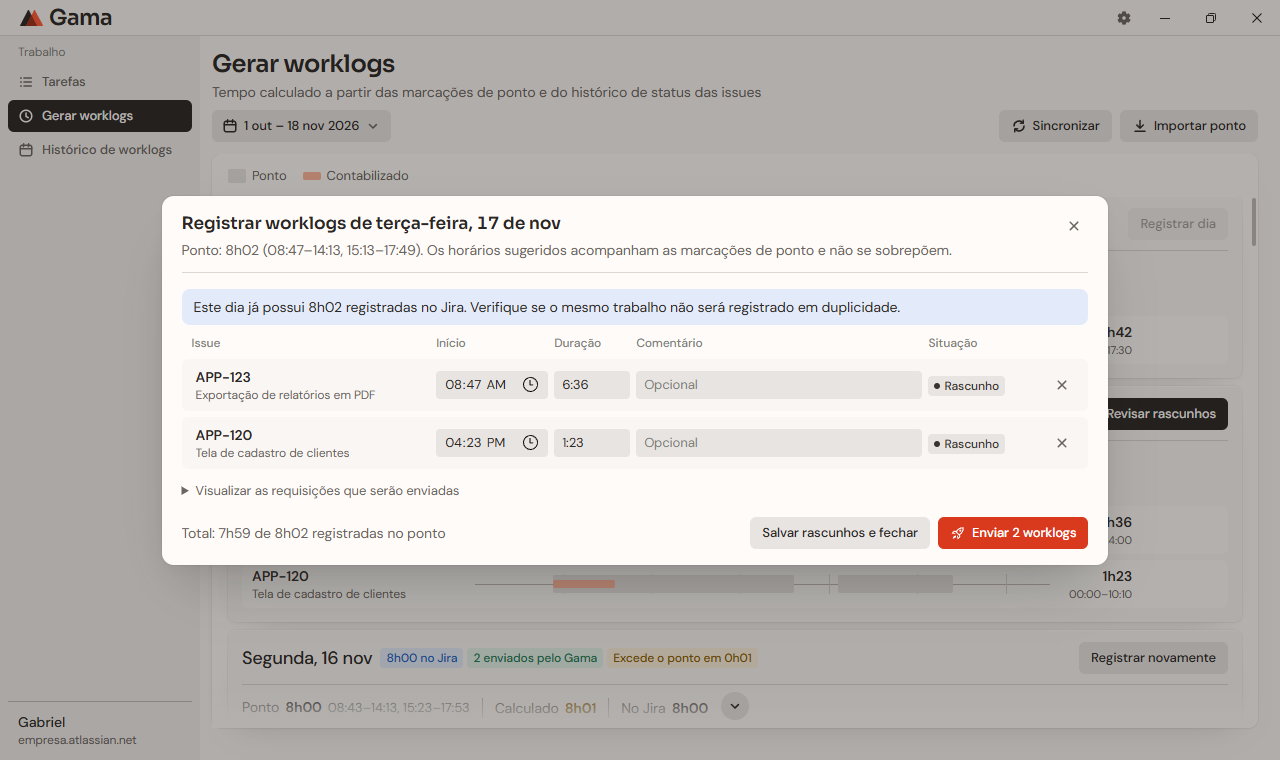 Gama
Trabalho
Tarefas
Gerar worklogs
Histórico de worklogs
Gabriel
empresa.atlassian.net
Gerar worklogs
Tempo calculado a partir das marcações de ponto e do histórico de status das issues
1 out – 18 nov 2026
Sincronizar
Importar ponto
Ponto
Contabilizado
Registrar dia
h42
17:30
Revisar rascunhos
h36
4:00
Registrar worklogs de terça-feira, 17 de nov
Ponto: 8h02 (08:47–14:13, 15:13–17:49). Os horários sugeridos acompanham as marcações de ponto e não se sobrepõem.
Este dia já possui 8h02 registradas no Jira. Verifique se o mesmo trabalho não será registrado em duplicidade.
Issue Início Duração Comentário Situação
APP-123
Exportação de relatórios em PDF
08:47 AM 6:36 Opcional Rascunho
APP-120
Tela de cadastro de clientes
04:23 PM 1:23 Opcional Rascunho
Visualizar as requisições que serão enviadas
Total: 7h59 de 8h02 registradas no ponto
Salvar rascunhos e fechar
Enviar 2 worklogs
APP-120
Tela de cadastro de clientes
1h23
00:00–10:10
Segunda, 16 nov 8h00 no Jira 2 enviados pelo Gama Excede o ponto em 0h01
Registrar novamente
Ponto 8h00 08:43–14:13, 15:23–17:53 Calculado 8h01 No Jira 8h00